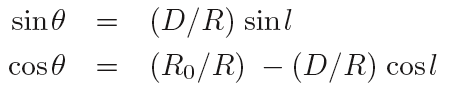 sin θ = (D/R) sin l
cos θ = (R₀/R) − (D/R) cos l